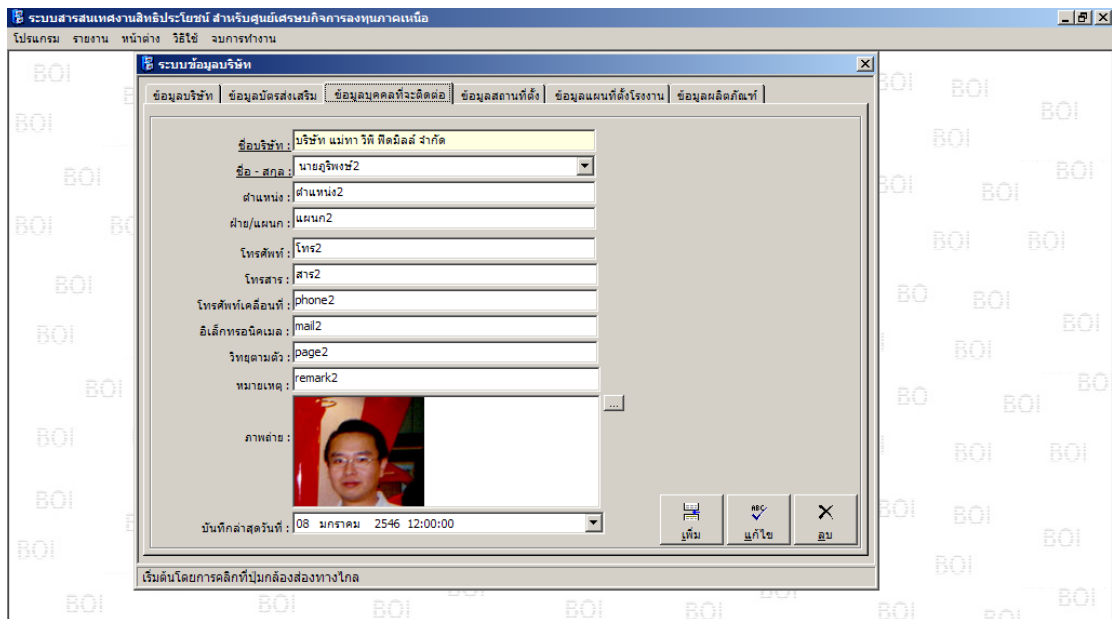 ระบบสารสนเทศงานสิทธิประโยชน์ สำหรับศูนย์เศรษฐกิจการลงทุนภาคเหนือ
โปรแกรม รายงาน หน้าต่าง วิธีใช้ จบการทำงาน
ระบบข้อมูลบริษัท
ข้อมูลบริษัท ข้อมูลบัตรส่งเสริม ข้อมูลบุคคลที่จะติดต่อ ข้อมูลสถานที่ตั้ง ข้อมูลแผนที่ตั้งโรงงาน ข้อมูลผลิตภัณฑ์
ชื่อบริษัท : บริษัท แม่ทา วีพี ฟีดมิลล์ จำกัด
ชื่อ - สกุล : นายภูริพงษ์2
ตำแหน่ง : ตำแหน่ง2
ฝ่าย/แผนก : แผนก2
โทรศัพท์ : โทร2
โทรสาร : สาร2
โทรศัพท์เคลื่อนที่ : phone2
อิเล็กทรอนิคเมล : mail2
วิทยุตามตัว : page2
หมายเหตุ : remark2
ภาพถ่าย : ...
บันทึกล่าสุดวันที่ : 08 มกราคม 2546 12:00:00
เพิ่ม แก้ไข ลบ
เริ่มต้นโดยการคลิกที่ปุ่มกล้องส่องทางไกล